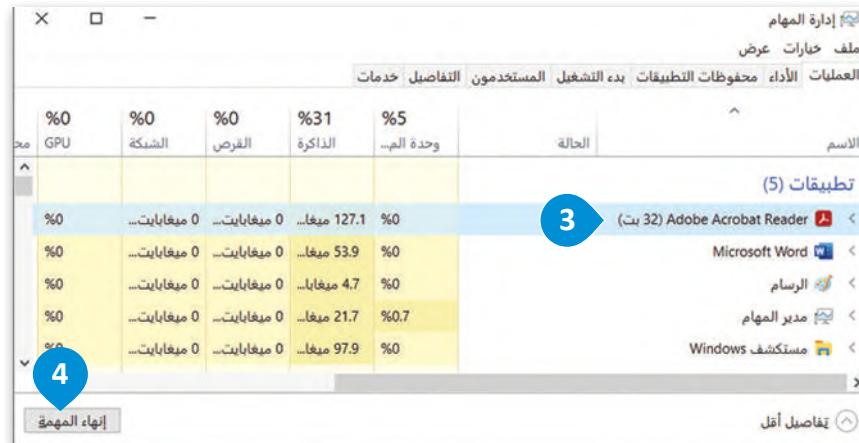 إدارة المهام
ملف خيارات عرض
العمليات الأداء محفوظات التطبيقات بدء التشغيل المستخدمون التفاصيل خدمات
%5 %31 %0 %0 %0
الاسم الحالة وحدة الم... الذاكرة القرص الشبكة GPU مح
تطبيقات (5)
Adobe Acrobat Reader (32 بت) 3 %0 127.1 ميغا... 0 ميغابايت... 0 ميغابايت... %0
Microsoft Word %0 53.9 ميغا... 0 ميغابايت... 0 ميغابايت... %0
الرسام %0 4.7 ميغابا... 0 ميغابايت... 0 ميغابايت... %0
مدير المهام %0.7 21.7 ميغا... 0 ميغابايت... 0 ميغابايت... %0
مستكشف Windows %0 97.9 ميغا... 0 ميغابايت... 0 ميغابايت... %0
4
تفاصيل أقل إنهاء المهمة